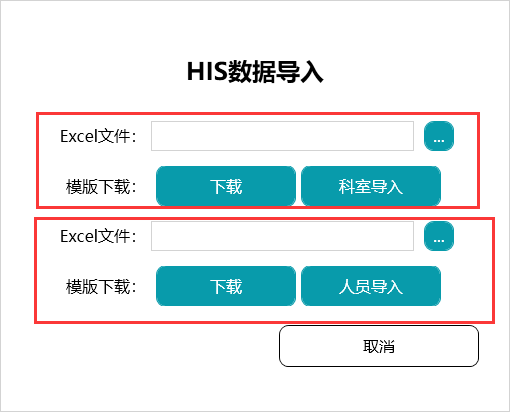 HIS数据导入
Excel文件： ...
模版下载： 下载 科室导入
Excel文件： ...
模版下载： 下载 人员导入
取消